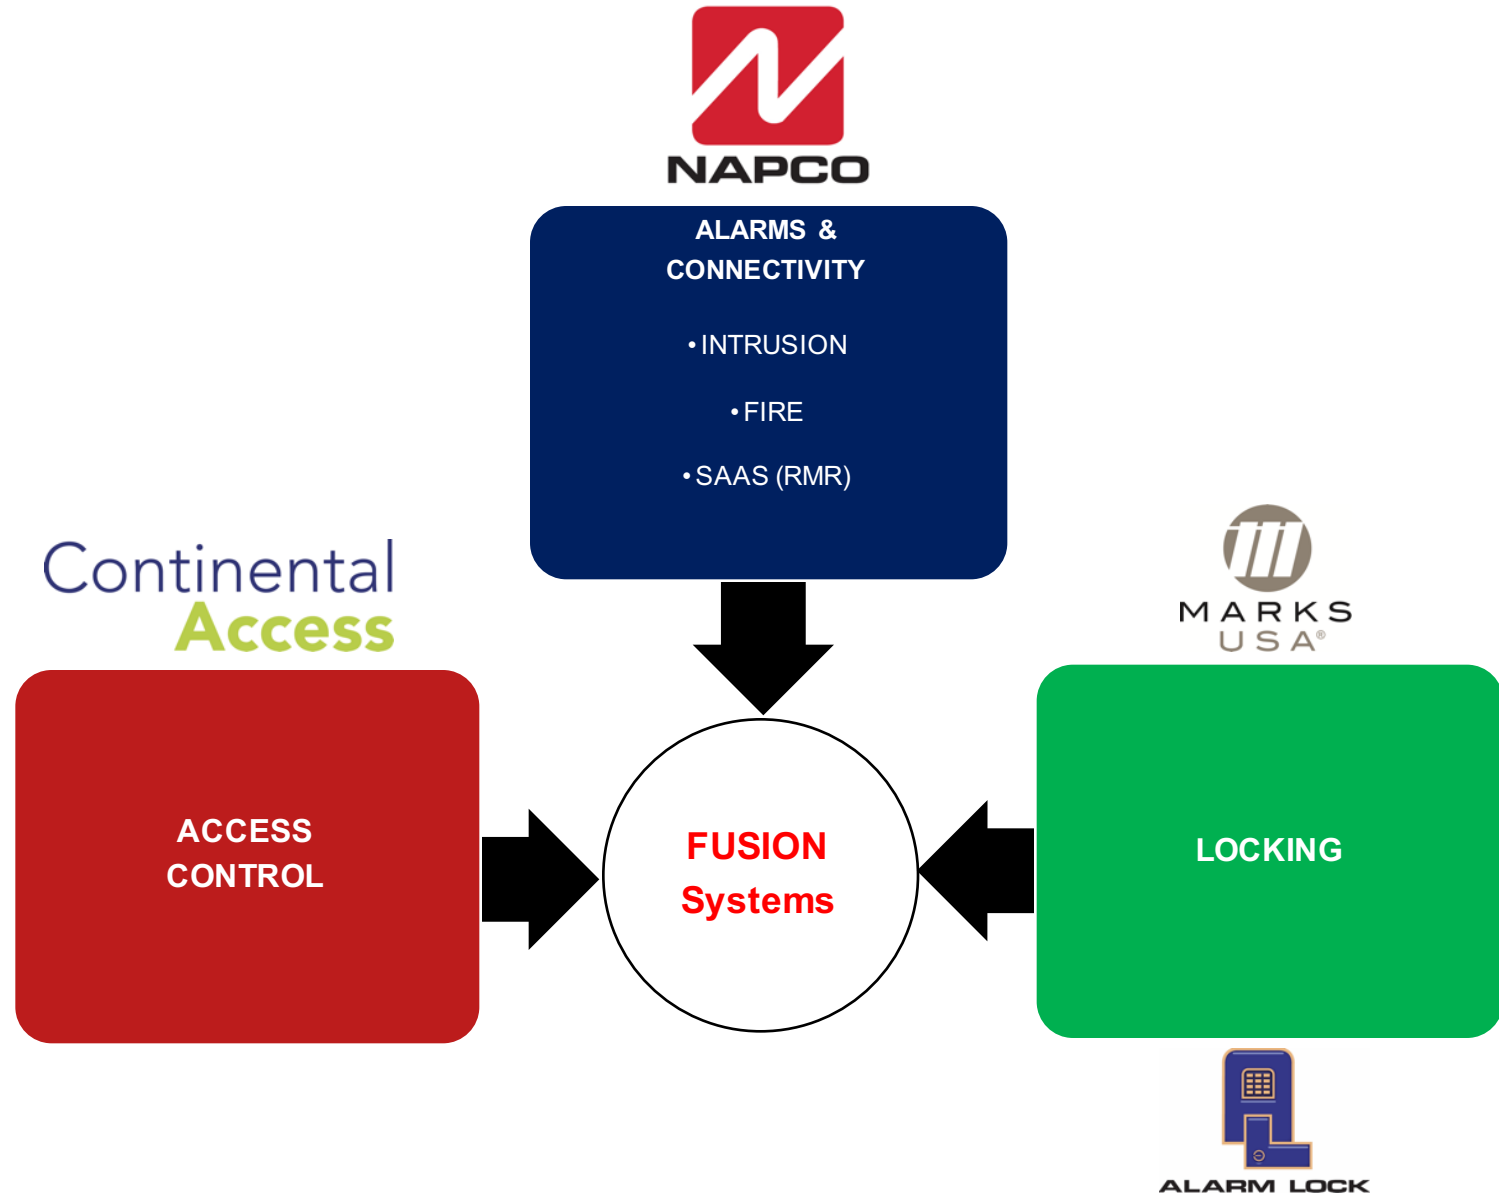 NAPCO
ALARMS &
CONNECTIVITY
• INTRUSION
• FIRE
• SAAS (RMR)
Continental
Access
ACCESS
CONTROL
FUSION
Systems
MARKS
USA®
LOCKING
ALARM LOCK